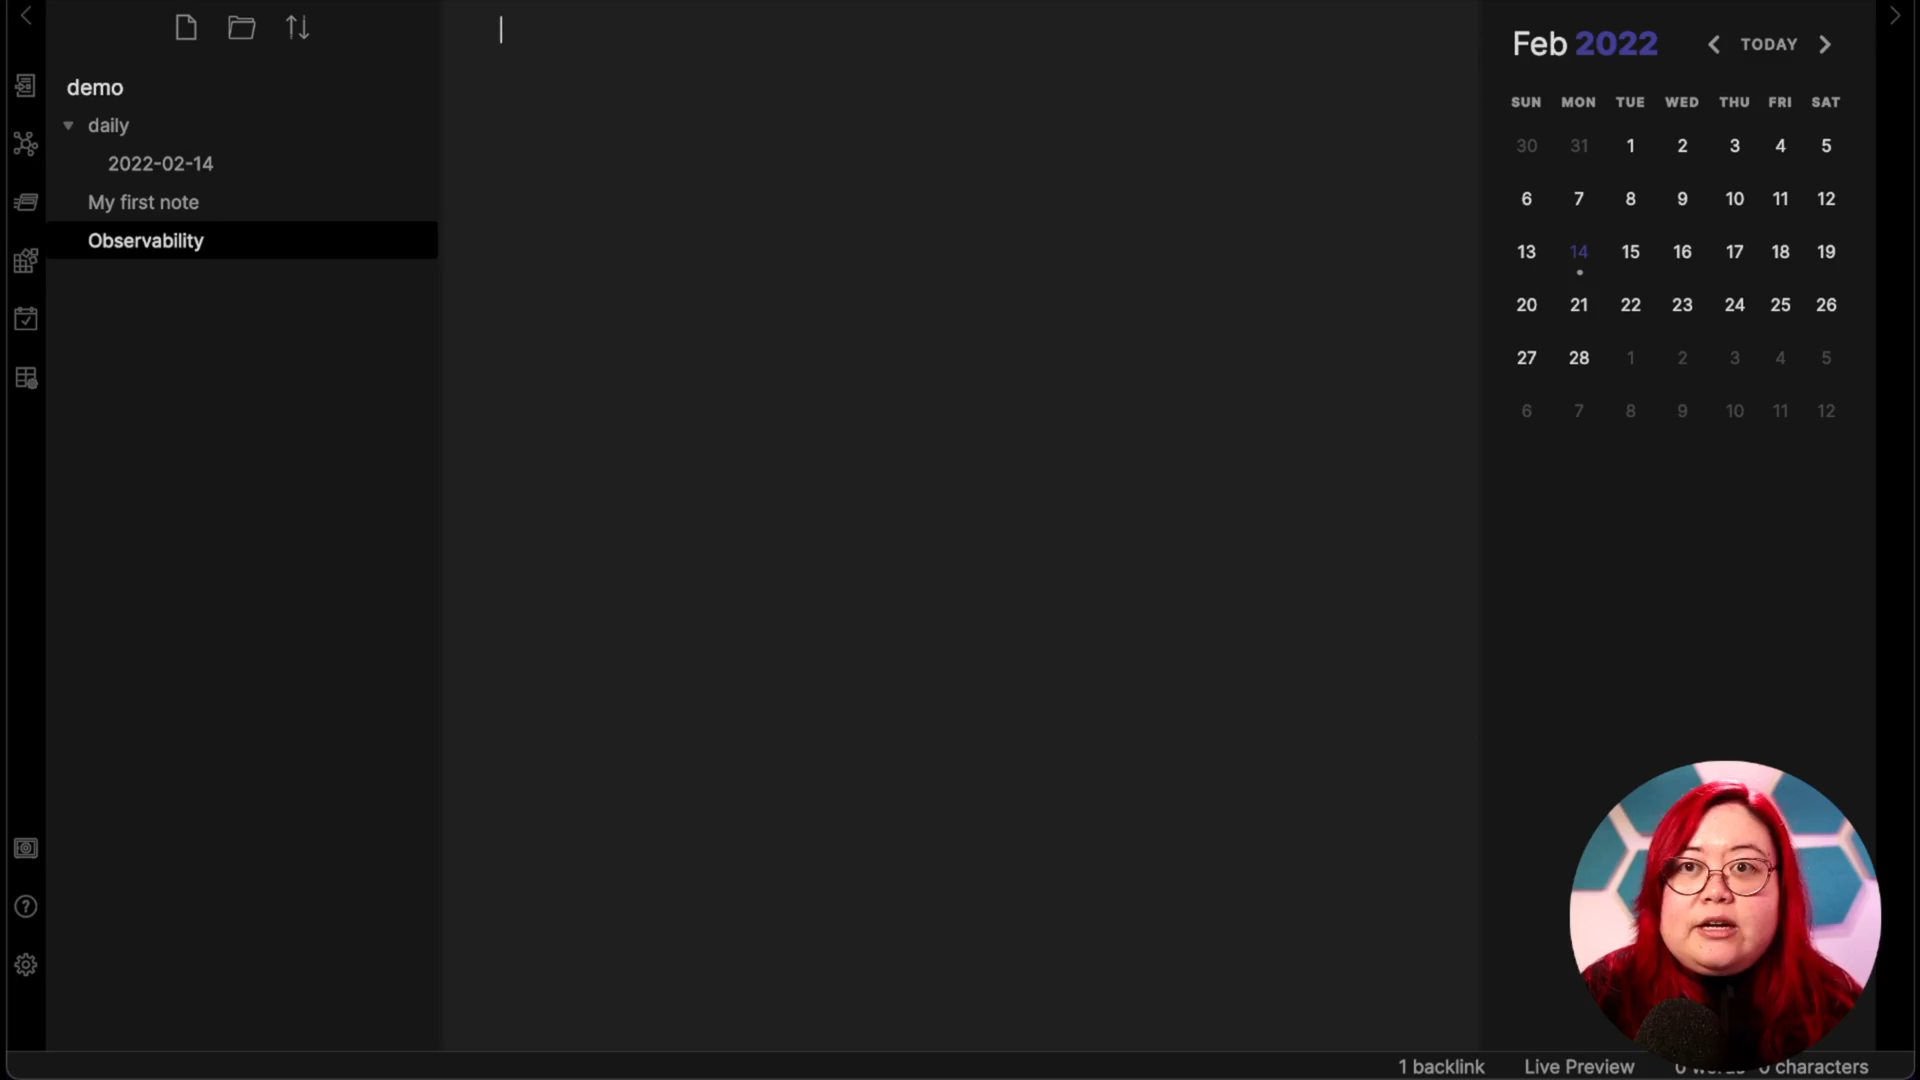 demo
daily
2022-02-14
My first note
Observability
Feb 2022
TODAY
SUN MON TUE WED THU FRI SAT
30 31 1 2 3 4 5
6 7 8 9 10 11 12
13 14 15 16 17 18 19
20 21 22 23 24 25 26
27 28 1 2 3 4 5
6 7 8 9 10 11 12
1 backlink Live Preview characters